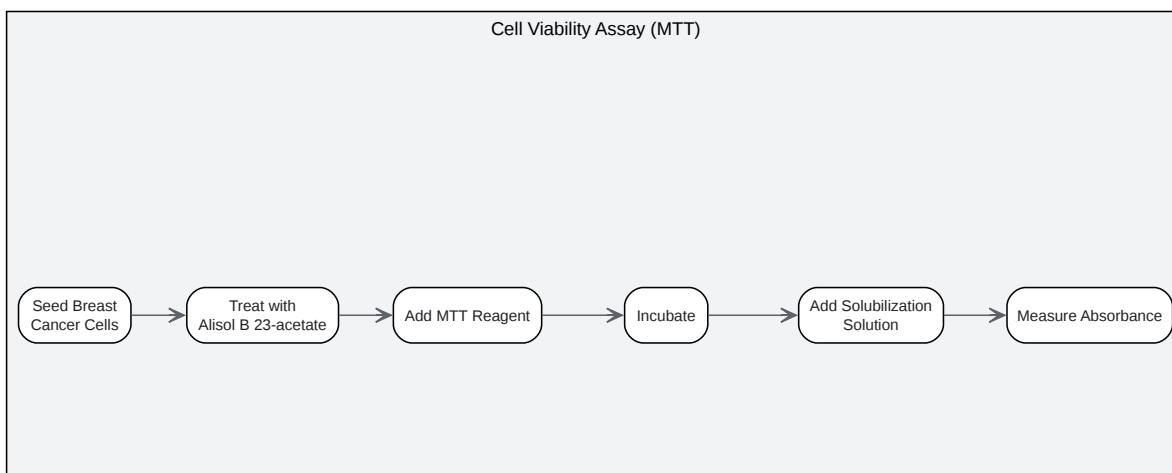 Cell Viability Assay (MTT)
Seed Breast
Cancer Cells
Treat with
Alisol B 23-acetate
Add MTT Reagent
Incubate
Add Solubilization
Solution
Measure Absorbance